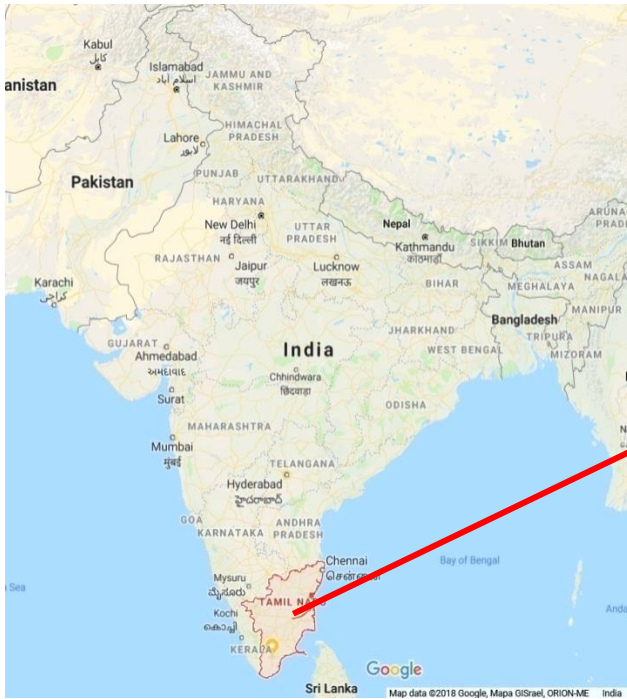 Kabul
کابل
anistan
Islamabad
اسلام آباد
JAMMU AND
KASHMIR
HIMACHAL
PRADESH
Lahore
لاہور
PUNJAB
UTTARAKHAND
Pakistan
HARYANA
New Delhi
नई दिल्ली
UTTAR
PRADESH
Nepal
Kathmandu
काठमाडौं
SIKKIM
Bhutan
ARUNA
PRAD
RAJASTHAN
Jaipur
जयपुर
Lucknow
लखनऊ
ASSAM
NAGALA
MEGHALAYA
BIHAR
Karachi
کراچی
MANIPUR
Bangladesh
TRIPURA
MIZORAM
GUJARAT
Ahmedabad
અમદાવાદ
JHARKHAND
WEST BENGAL
India
Chhindwara
छिंदवाड़ा
Surat
ODISHA
MAHARASHTRA
Mumbai
मुंबई
TELANGANA
Hyderabad
హైదరాబాద్
GOA
KARNATAKA
ANDHRA
PRADESH
Chennai
சென்னை
Bay of Bengal
Mysuru
ಮೈಸೂರು
Sea
TAMIL NADU
Kochi
കൊച്ചി
KERALA
Anda
Google
Sri Lanka
Map data ©2018 Google, Mapa GISrael, ORION-ME India